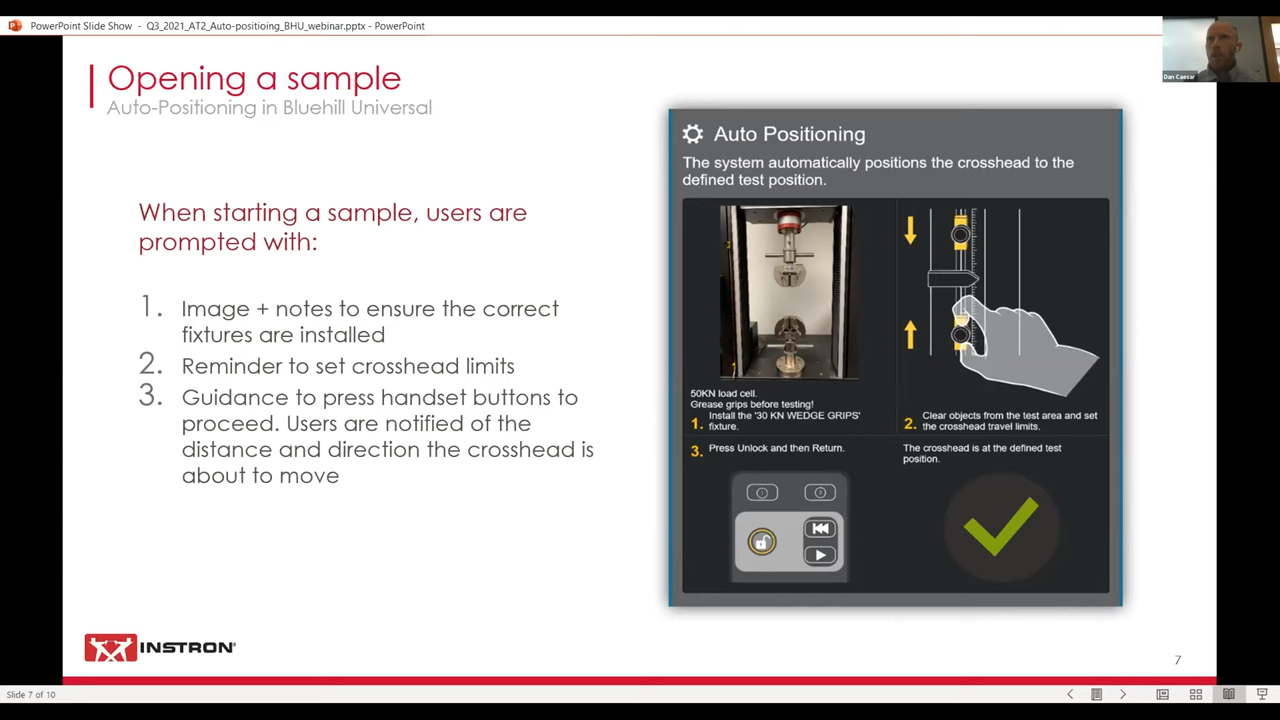 PowerPoint Slide Show - Q3_2021_AT2_Auto-positioing_BHU_webinar.pptx - PowerPoint
Dan Caesar
Opening a sample
Auto-Positioning in Bluehill Universal
When starting a sample, users are
prompted with:
1. Image + notes to ensure the correct
fixtures are installed
2. Reminder to set crosshead limits
3. Guidance to press handset buttons to
proceed. Users are notified of the
distance and direction the crosshead is
about to move
Auto Positioning
The system automatically positions the crosshead to the
defined test position.
50KN load cell.
Grease grips before testing!
1. Install the '30 KN WEDGE GRIPS'
fixture.
2. Clear objects from the test area and set
the crosshead travel limits.
3. Press Unlock and then Return.
1 2
The crosshead is at the defined test
position.
INSTRON®
7
Slide 7 of 10